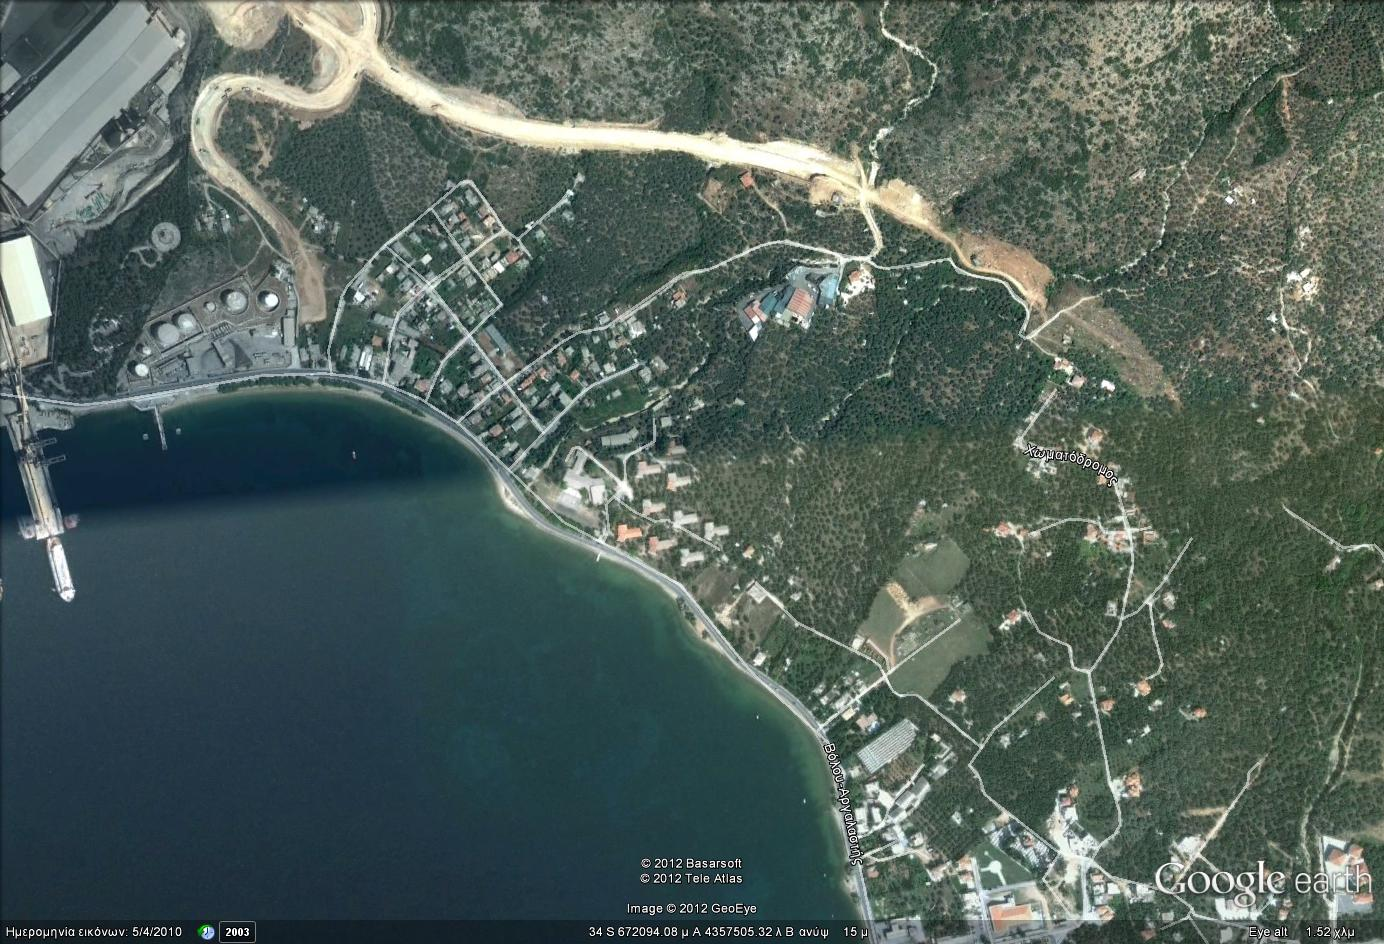 Χωματόδρομος
Βόλου-Αργαλαστής
© 2012 Basarsoft
© 2012 Tele Atlas
Image © 2012 GeoEye
Google earth
Ημερομηνία εικόνων: 5/4/2010 2003 34 S 672094.08 μ Α 4357505.32 λ Β ανύψ 15 μ Eye alt 1.52 χλμ